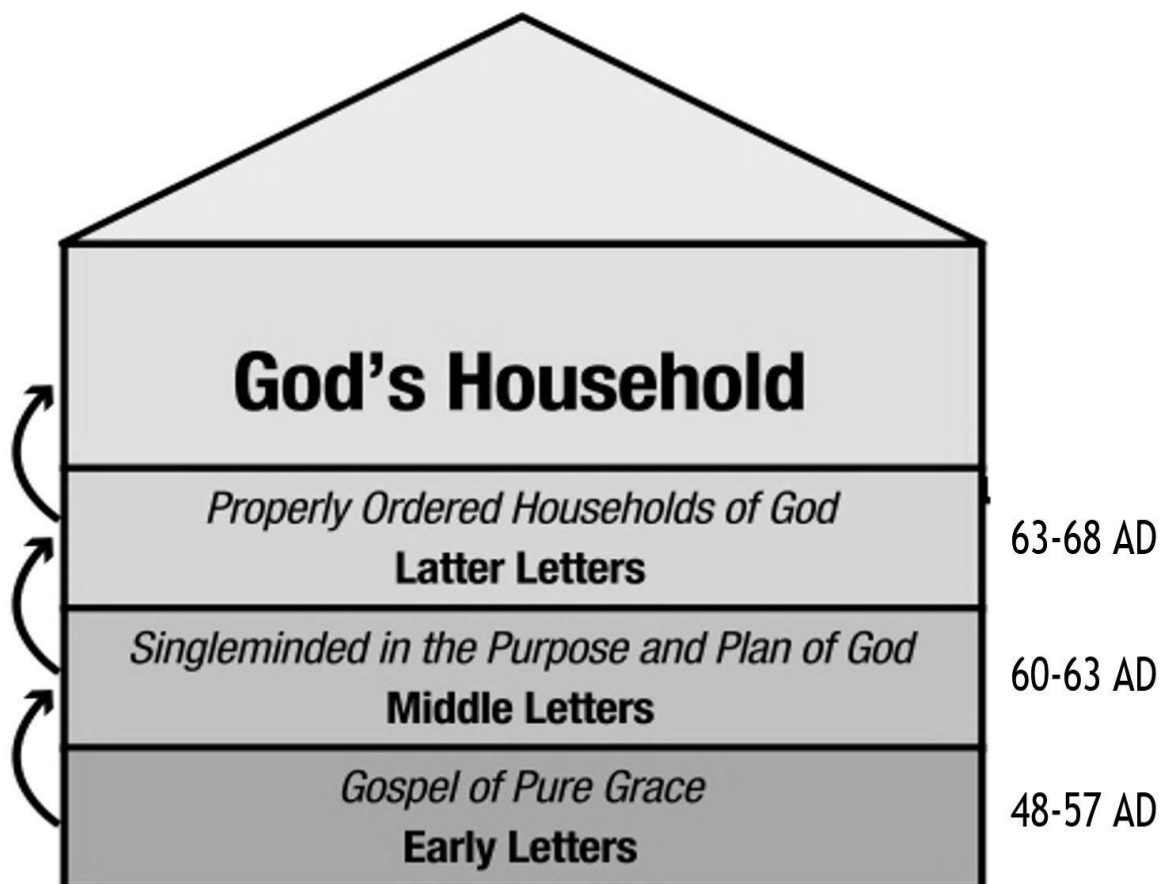 God's Household
Properly Ordered Households of God
Latter Letters
63-68 AD
Singleminded in the Purpose and Plan of God
Middle Letters
60-63 AD
Gospel of Pure Grace
Early Letters
48-57 AD